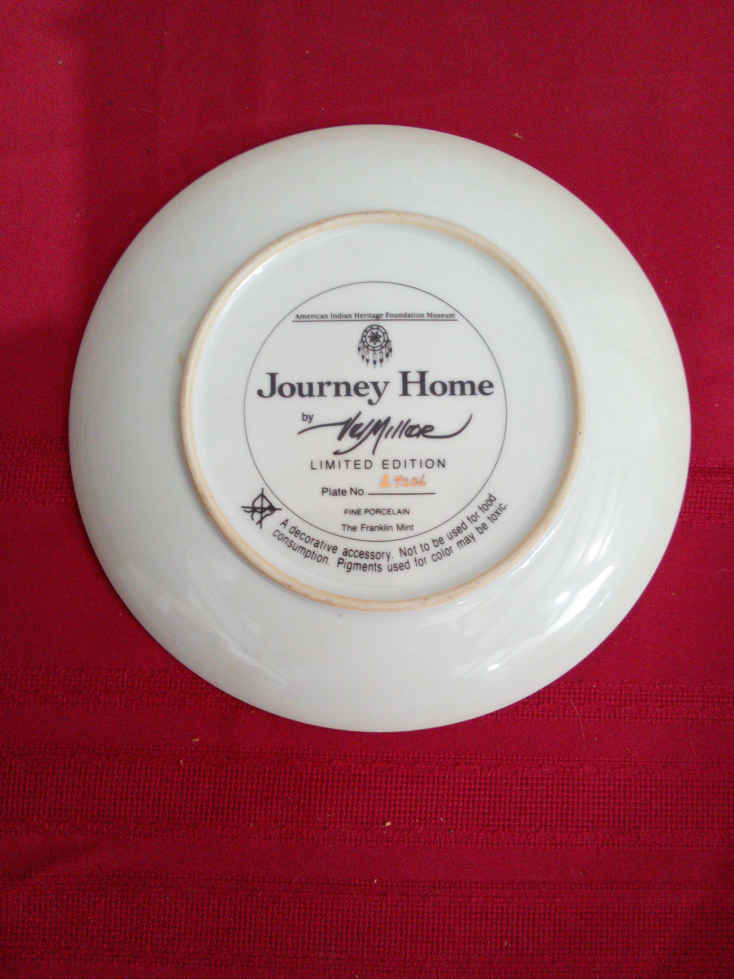 American Indian Heritage Foundation Museum
Journey Home
by
LIMITED EDITION
Plate No.
FINE PORCELAIN
The Franklin Mint
A decorative accessory. Not to be used for food
consumption. Pigments used for color may be toxic.